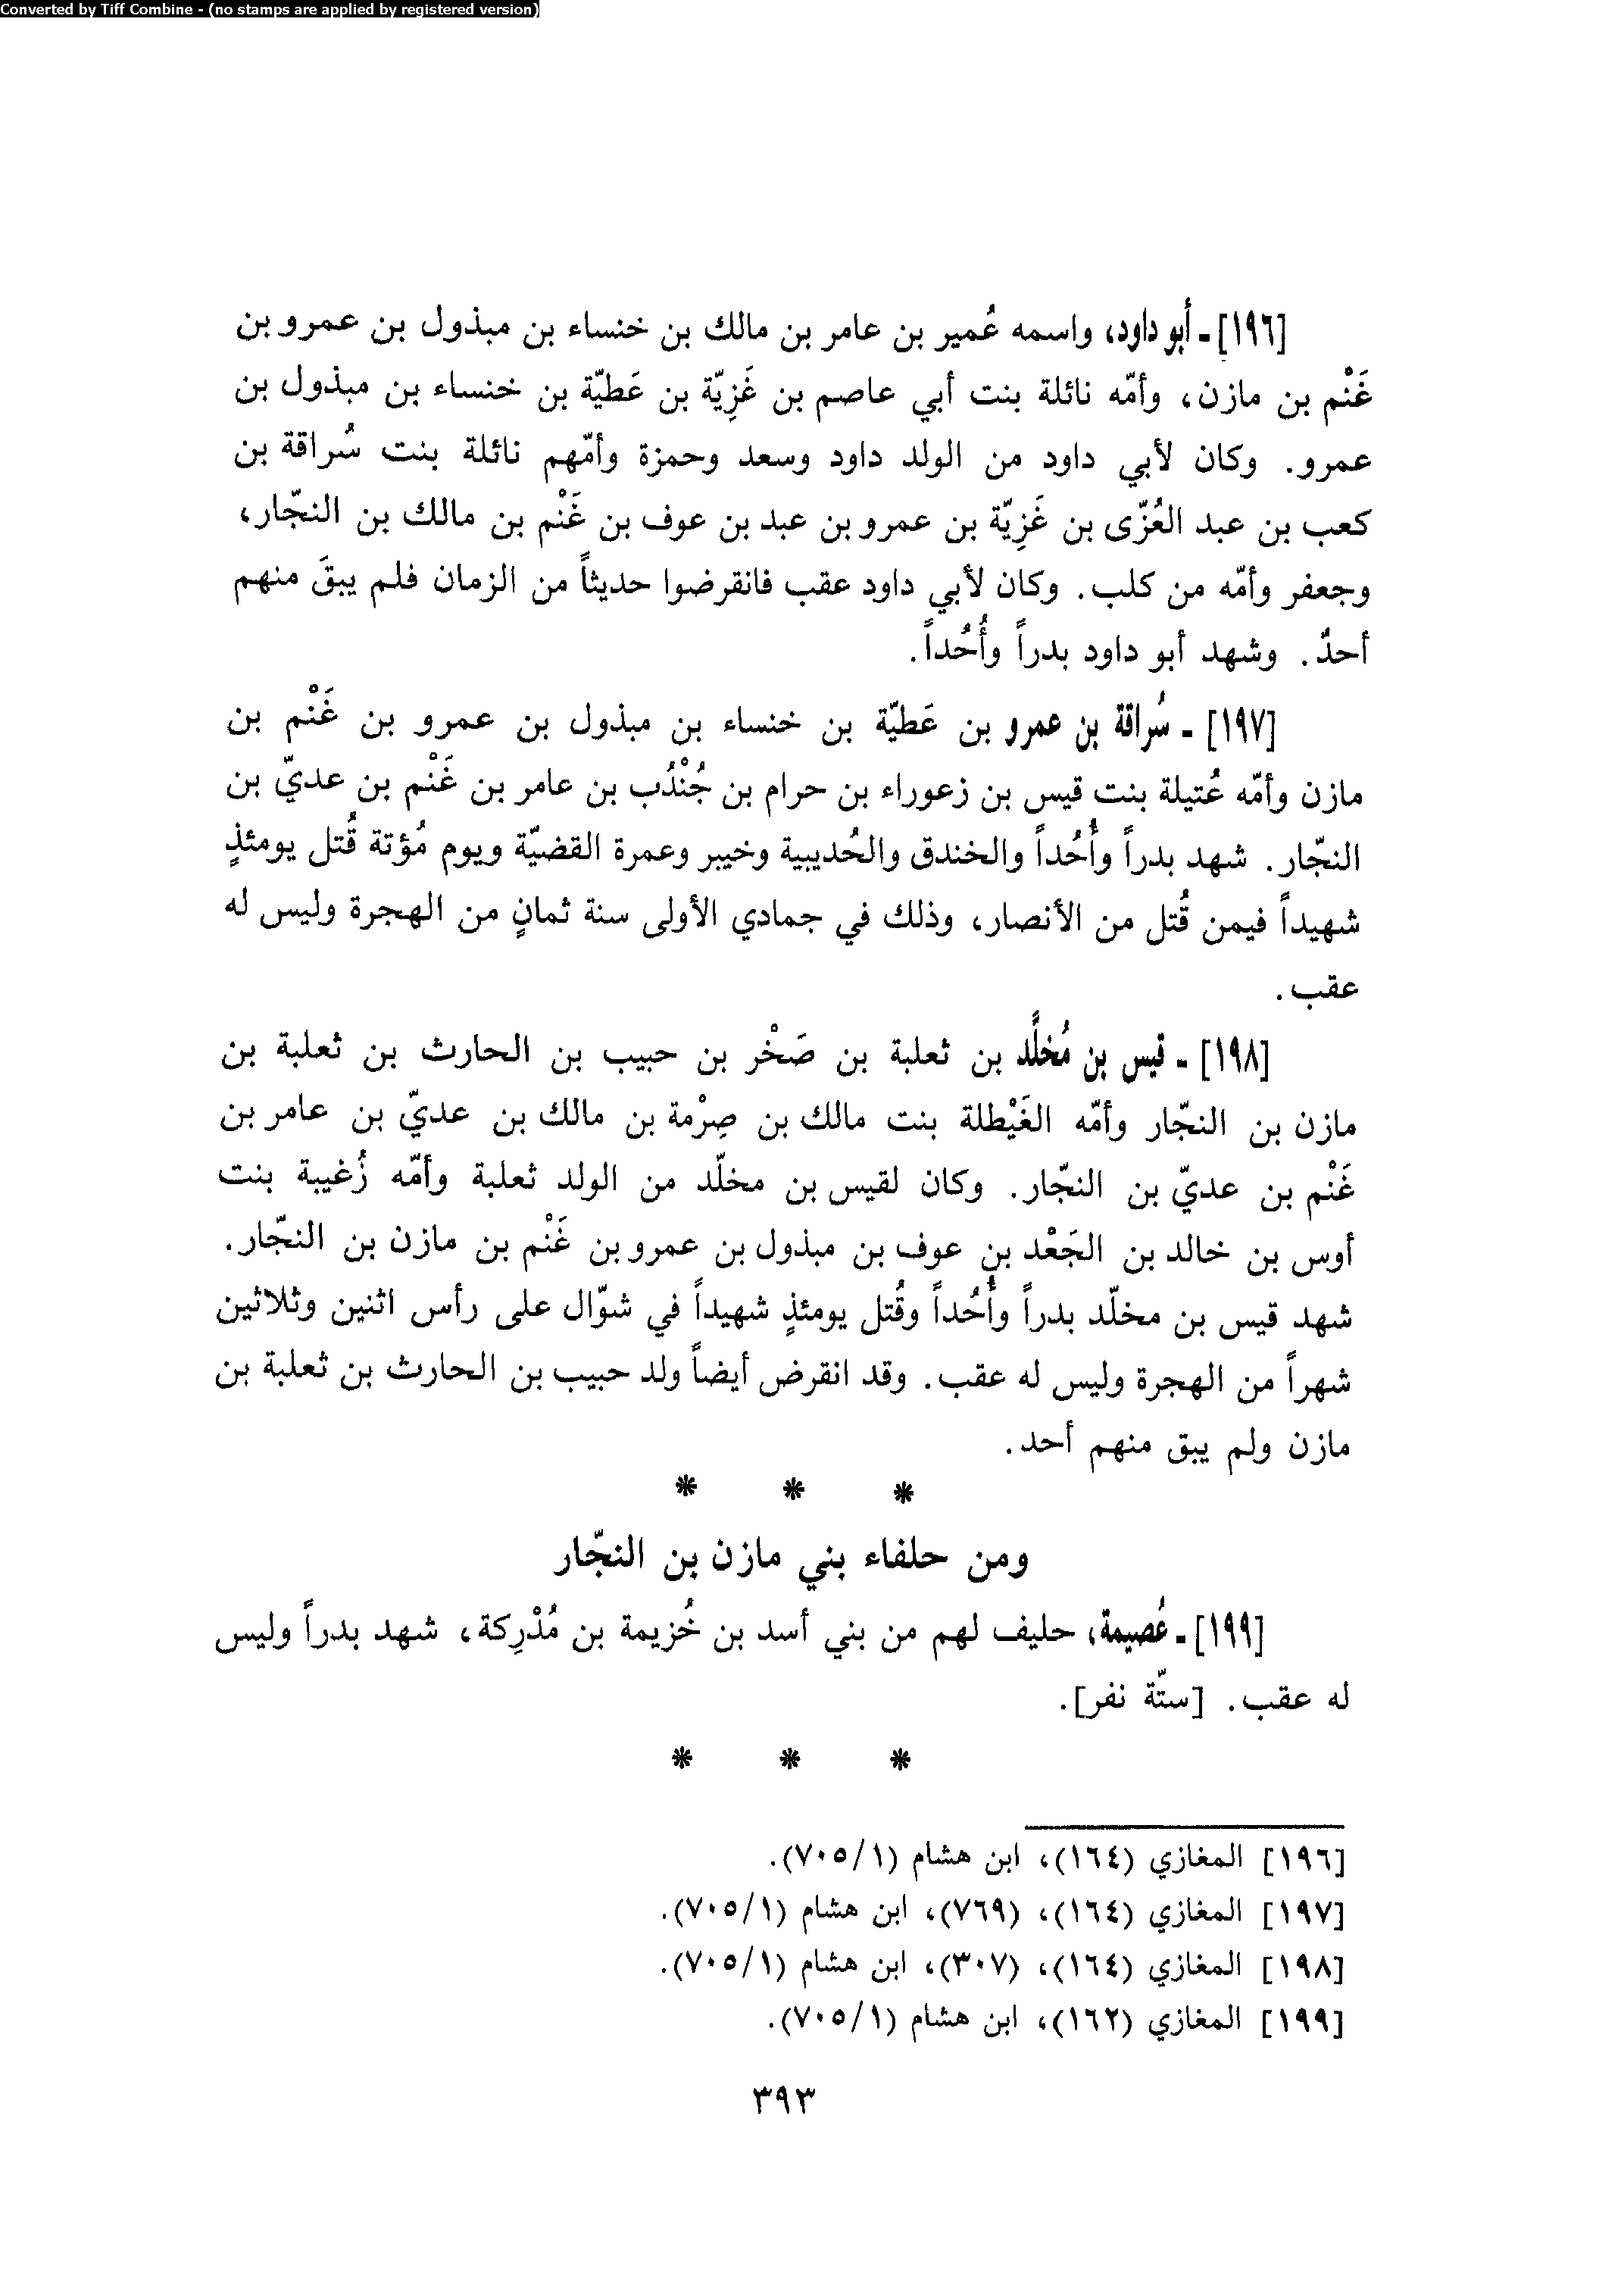 Converted by Tiff Combine - (no stamps are applied by registered version)
[١٩٦] - أبو داود، واسمه عُمير بن عامر بن مالك بن خنساء بن مبذول بن عمرو بن
غَنْم بن مازن، وأمّه نائلة بنت أبي عاصم بن غَزِيّة بن عَطيّة بن خنساء بن مبذول بن
عمرو. وكان لأبي داود من الولد داود وسعد وحمزة وأمّهم نائلة بنت سُراقة بن
كعب بن عبد العُزّى بن غَزِيّة بن عمرو بن عبد بن عوف بن غَنْم بن مالك بن النجّار،
وجعفر وأمّه من كلب. وكان لأبي داود عقب فانقرضوا حديثاً من الزمان فلم يبقَ منهم
أحدٌ. وشهد أبو داود بدراً وأُحُداً.
[١٩٧] - سُراقة بن عمرو بن عَطيّة بن خنساء بن مبذول بن عمرو بن غَنْم بن
مازن وأمّه عُتيلة بنت قيس بن زعوراء بن حرام بن جُنْدُب بن عامر بن غَنْم بن عديّ بن
النجّار. شهد بدراً وأُحُداً والخندق والحُديبية وخيبر وعمرة القضيّة ويوم مُؤتة قُتل يومئذٍ
شهيداً فيمن قُتل من الأنصار، وذلك في جمادي الأولى سنة ثمانٍ من الهجرة وليس له
عقب.
[١٩٨] - قيس بن مُخلَّد بن ثعلبة بن صَخْر بن حبيب بن الحارث بن ثعلبة بن
مازن بن النجّار وأمّه الغَيْطلة بنت مالك بن صِرْمة بن مالك بن عديّ بن عامر بن
غَنْم بن عديّ بن النجّار. وكان لقيس بن مخلّد من الولد ثعلبة وأمّه زُغيبة بنت
أوس بن خالد بن الجَعْد بن عوف بن مبذول بن عمرو بن غَنْم بن مازن بن النجّار.
شهد قيس بن مخلّد بدراً وأُحُداً وقُتل يومئذٍ شهيداً في شوّال على رأس اثنين وثلاثين
شهراً من الهجرة وليس له عقب. وقد انقرض أيضاً ولد حبيب بن الحارث بن ثعلبة بن
مازن ولم يبق منهم أحد.
* * *
ومن حلفاء بني مازن بن النجّار
[١٩٩] - عُصيمة، حليف لهم من بني أسد بن خُزيمة بن مُدْرِكة، شهد بدراً وليس
له عقب. [ستّة نفر].
* * *
[١٩٦] المغازي (١٦٤)، ابن هشام (٧٠٥/١).
[١٩٧] المغازي (١٦٤)، (٧٦٩)، ابن هشام (٧٠٥/١).
[١٩٨] المغازي (١٦٤)، (٣٠٧)، ابن هشام (٧٠٥/١).
[١٩٩] المغازي (١٦٢)، ابن هشام (٧٠٥/١).
٣٩٣